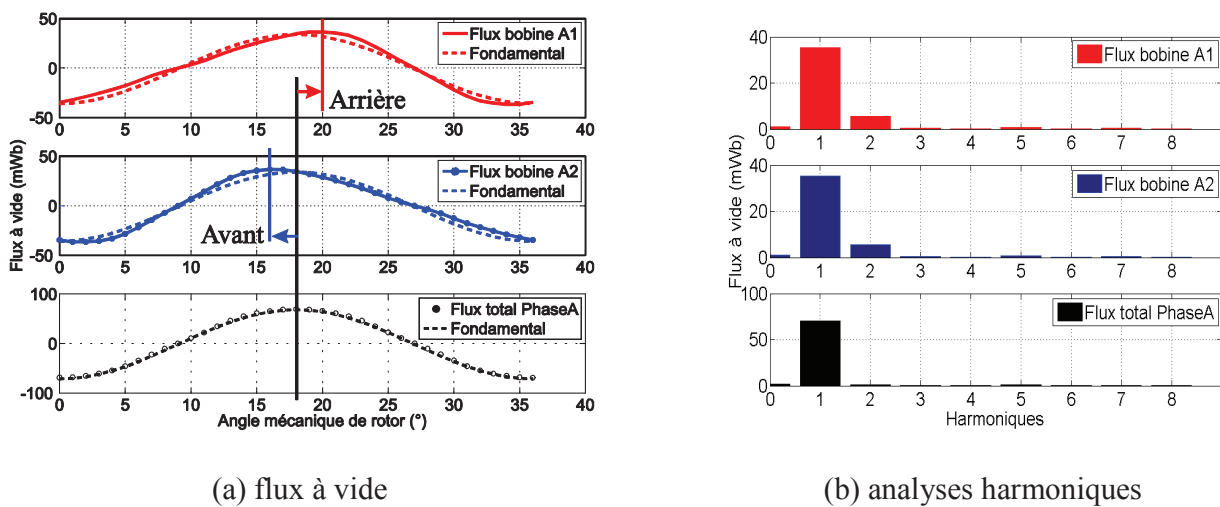 Flux à vide (mWb)
50
0
-50
Flux bobine A1
Fondamental
Arrière
0 5 10 15 20 25 30 35 40
50
0
-50
Flux bobine A2
Fondamental
Avant
0 5 10 15 20 25 30 35 40
100
0
-100
Flux total PhaseA
Fondamental
0 5 10 15 20 25 30 35 40
Angle mécanique de rotor (°)
(a) flux à vide
Flux à vide (mWb)
40
20
0
Flux bobine A1
0 1 2 3 4 5 6 7 8
40
20
0
Flux bobine A2
0 1 2 3 4 5 6 7 8
100
50
0
Flux total PhaseA
0 1 2 3 4 5 6 7 8
Harmoniques
(b) analyses harmoniques